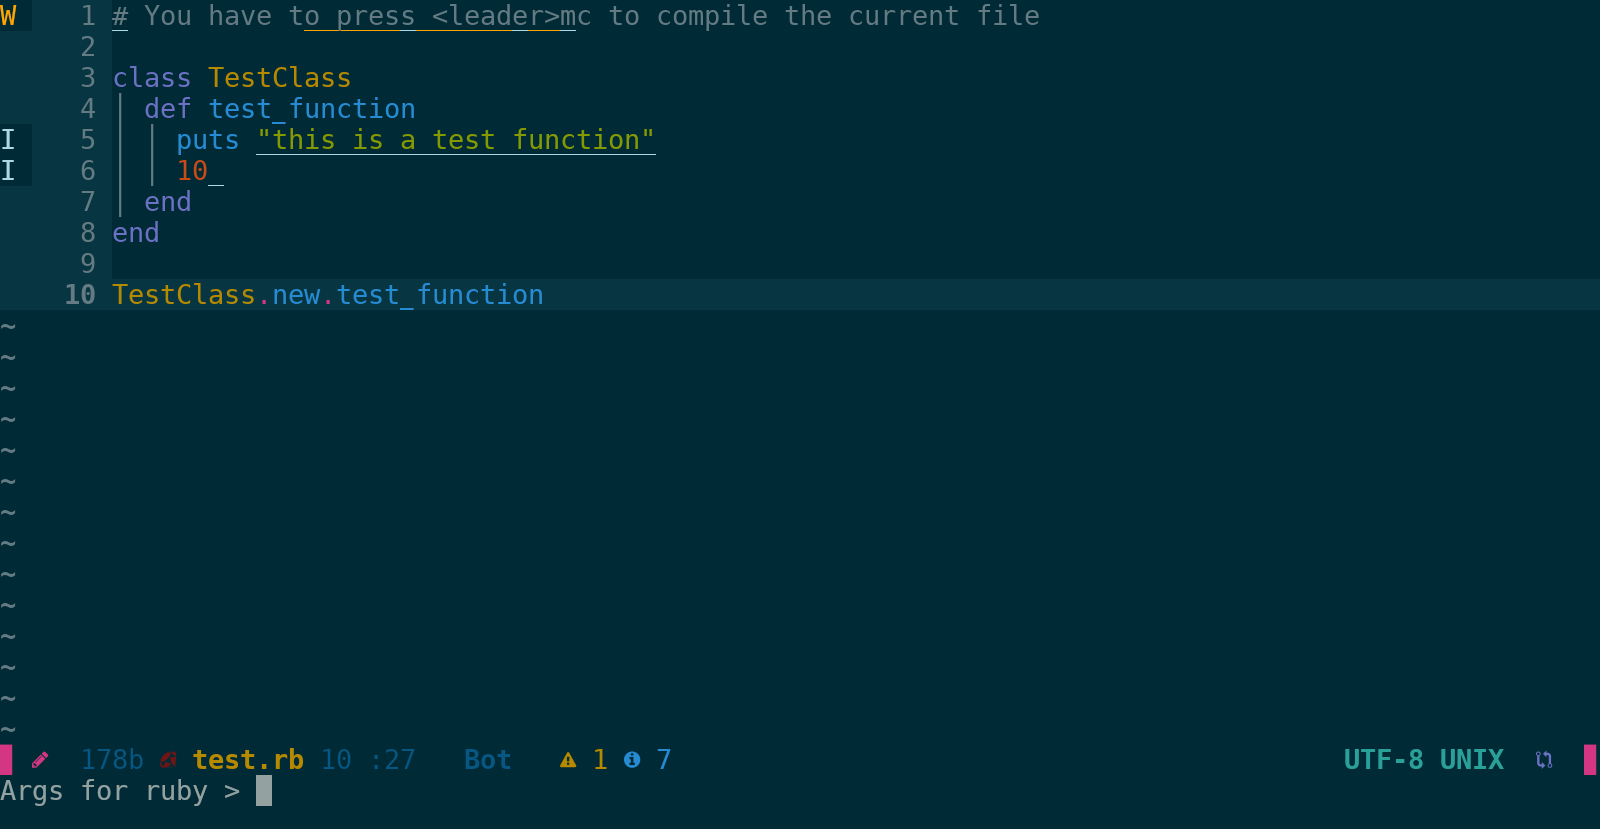 W 1 # You have to press <leader>mc to compile the current file
2
3 class TestClass
4 def test_function
I 5 puts "this is a test function"
I 6 10
7 end
8 end
9
10 TestClass.new.test_function
~
~
~
~
~
~
~
~
~
~
~
~
~
~
178b test.rb 10 :27 Bot 1 7 UTF-8 UNIX
Args for ruby >